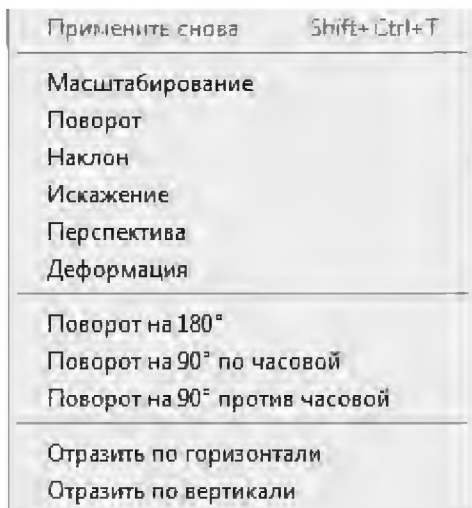 Применить снова Shift+Ctrl+T
Масштабирование
Поворот
Наклон
Искажение
Перспектива
Деформация
Поворот на 180°
Поворот на 90° по часовой
Поворот на 90° против часовой
Отразить по горизонтали
Отразить по вертикали